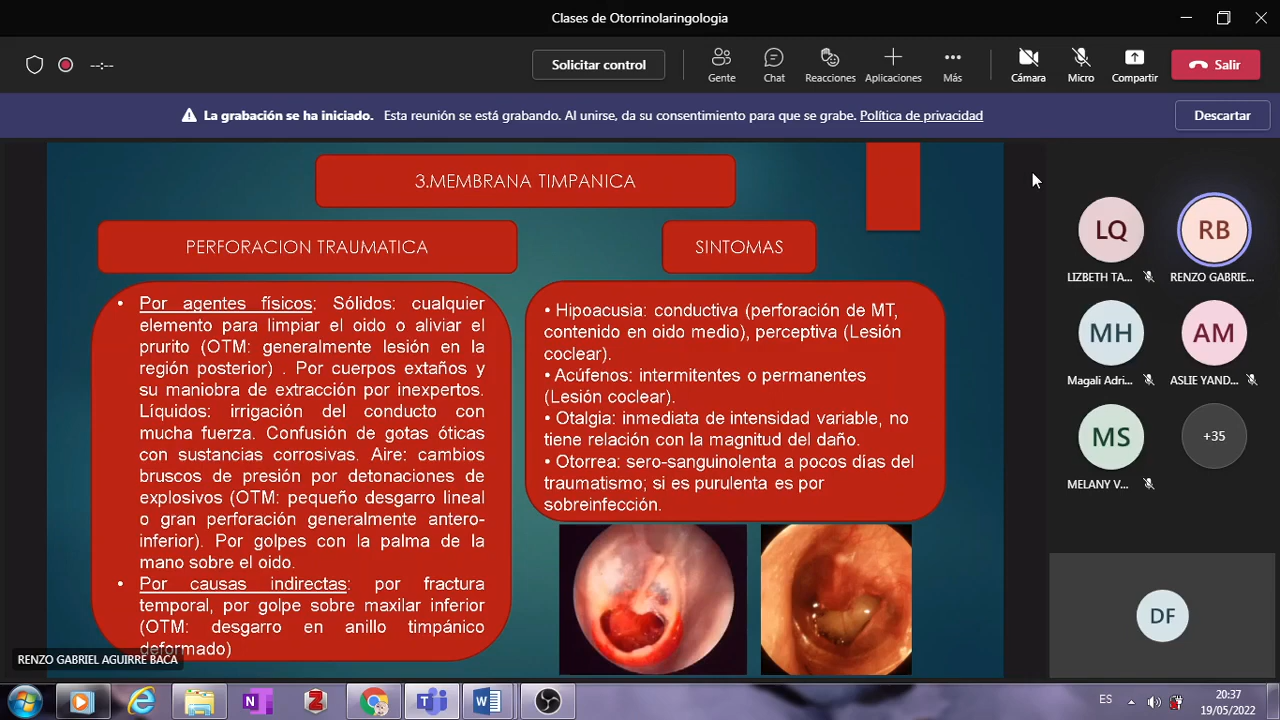 Clases de Otorrinolaringologia
--:--
Solicitar control
Gente
Chat
Reacciones
Aplicaciones
Más
Cámara
Micro
Compartir
Salir
La grabación se ha iniciado. Esta reunión se está grabando. Al unirse, da su consentimiento para que se grabe. Política de privacidad
Descartar
3.MEMBRANA TIMPANICA
PERFORACION TRAUMATICA
• Por agentes físicos: Sólidos: cualquier
elemento para limpiar el oido o aliviar el
prurito (OTM: generalmente lesión en la
región posterior) . Por cuerpos extaños y
su maniobra de extracción por inexpertos.
Líquidos: irrigación del conducto con
mucha fuerza. Confusión de gotas óticas
con sustancias corrosivas. Aire: cambios
bruscos de presión por detonaciones de
explosivos (OTM: pequeño desgarro lineal
o gran perforación generalmente antero-
inferior). Por golpes con la palma de la
mano sobre el oido.
• Por causas indirectas: por fractura
temporal, por golpe sobre maxilar inferior
(OTM: desgarro en anillo timpánico
deformado)
SINTOMAS
• Hipoacusia: conductiva (perforación de MT,
contenido en oido medio), perceptiva (Lesión
coclear).
• Acúfenos: intermitentes o permanentes
(Lesión coclear).
• Otalgia: inmediata de intensidad variable, no
tiene relación con la magnitud del daño.
• Otorrea: sero-sanguinolenta a pocos días del
traumatismo; si es purulenta es por
sobreinfección.
RENZO GABRIEL AGUIRRE BACA
LQ
LIZBETH TA...
RB
RENZO GABRIE...
MH
Magali Adri...
AM
ASLIE YAND...
MS
MELANY V...
+35
DF
ES
20:37
19/05/2022